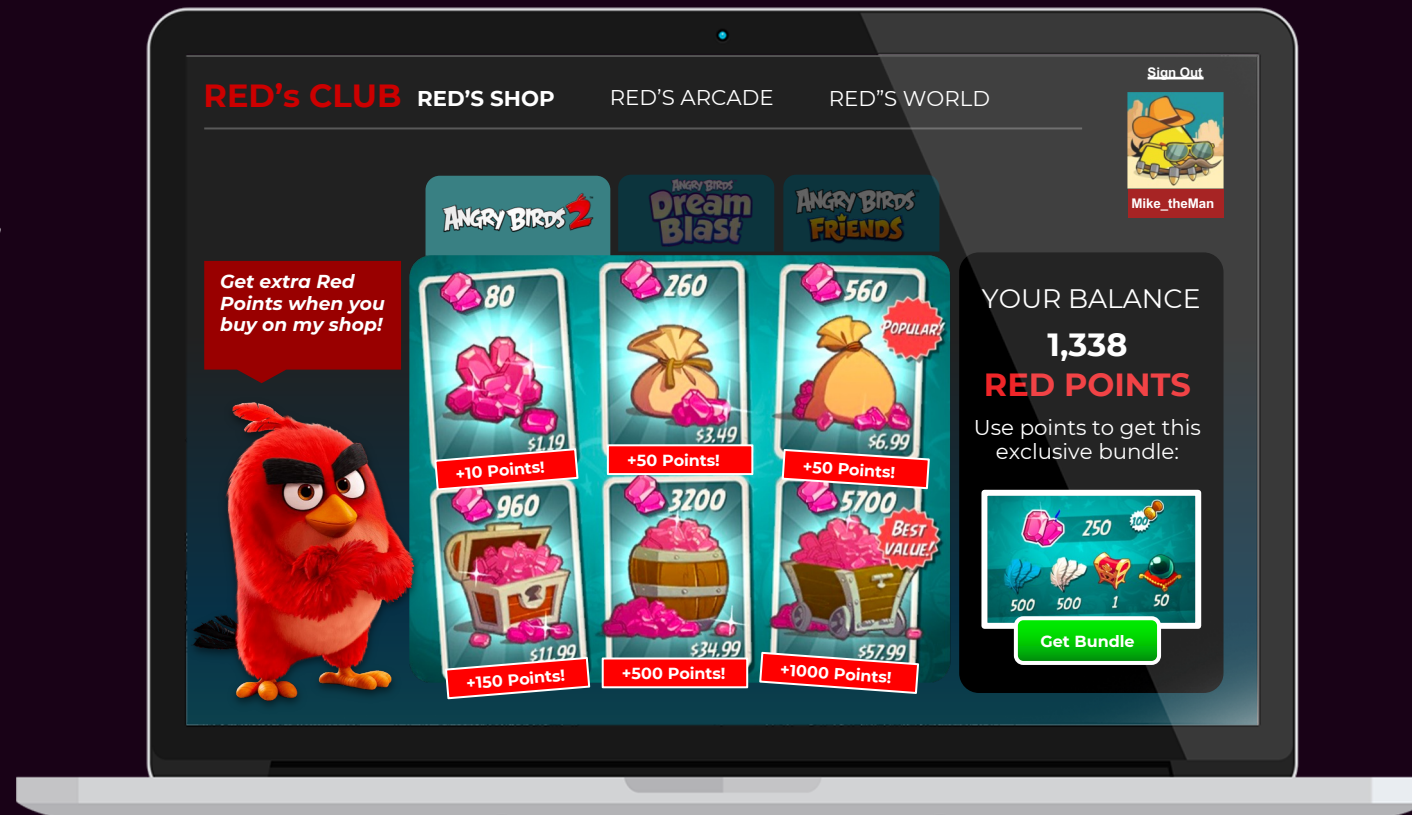 Sign Out
RED's CLUB RED'S SHOP RED'S ARCADE RED"S WORLD
Mike_theMan
ANGRY BIRDS 2
ANGRY BIRDS
Dream
Blast
ANGRY BIRDS
FRIENDS
Get extra Red
Points when you
buy on my shop!
80
$1.19
+10 Points!
260
$3.49
+50 Points!
560
POPULAR!
$6.99
+50 Points!
960
$11.99
+150 Points!
3200
$34.99
+500 Points!
5700
BEST
VALUE!
$57.99
+1000 Points!
YOUR BALANCE
1,338
RED POINTS
Use points to get this
exclusive bundle:
250 100
500 500 1 50
Get Bundle